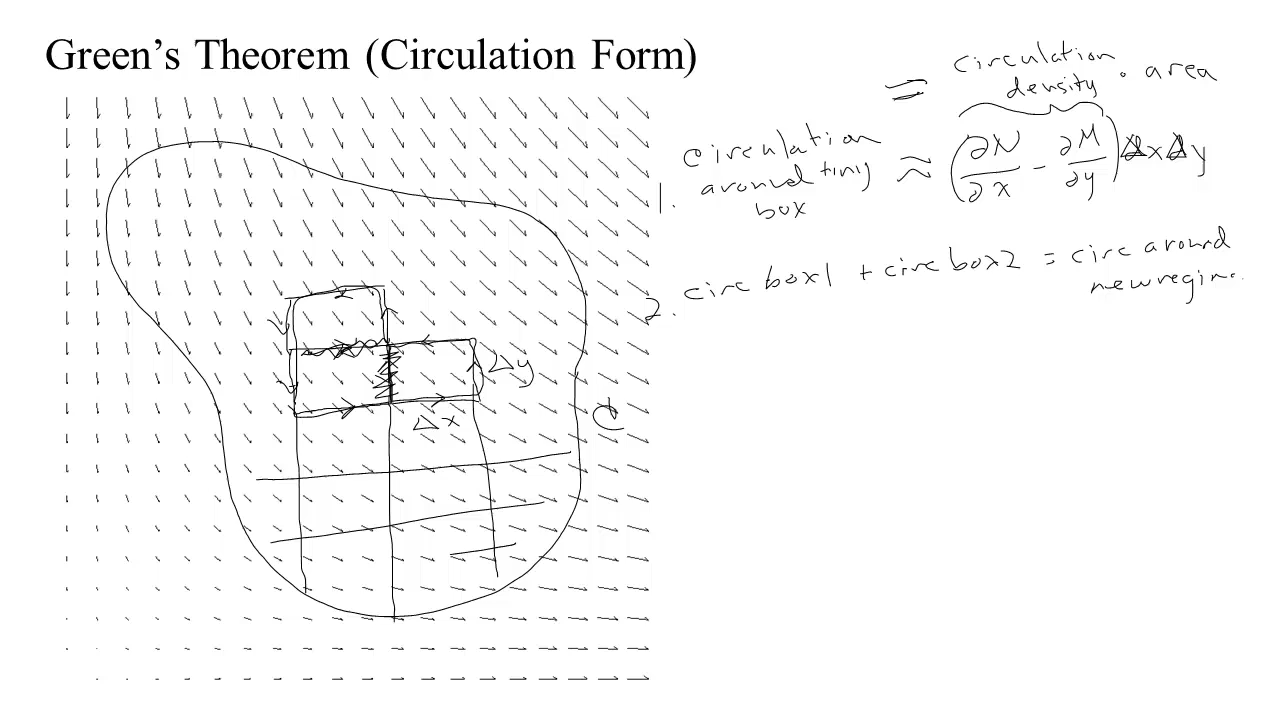 Green's Theorem (Circulation Form)
= circulation density · area
1. circulation around tiny box ≈ (∂N/∂x - ∂M/∂y) ΔxΔy
2. circ box1 + circ box2 = circ around
new region
Δy
Δx
C